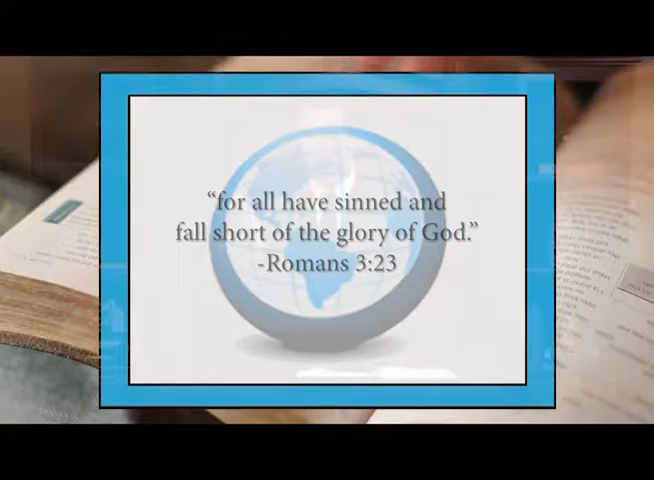 “for all have sinned and
fall short of the glory of God.”
-Romans 3:23